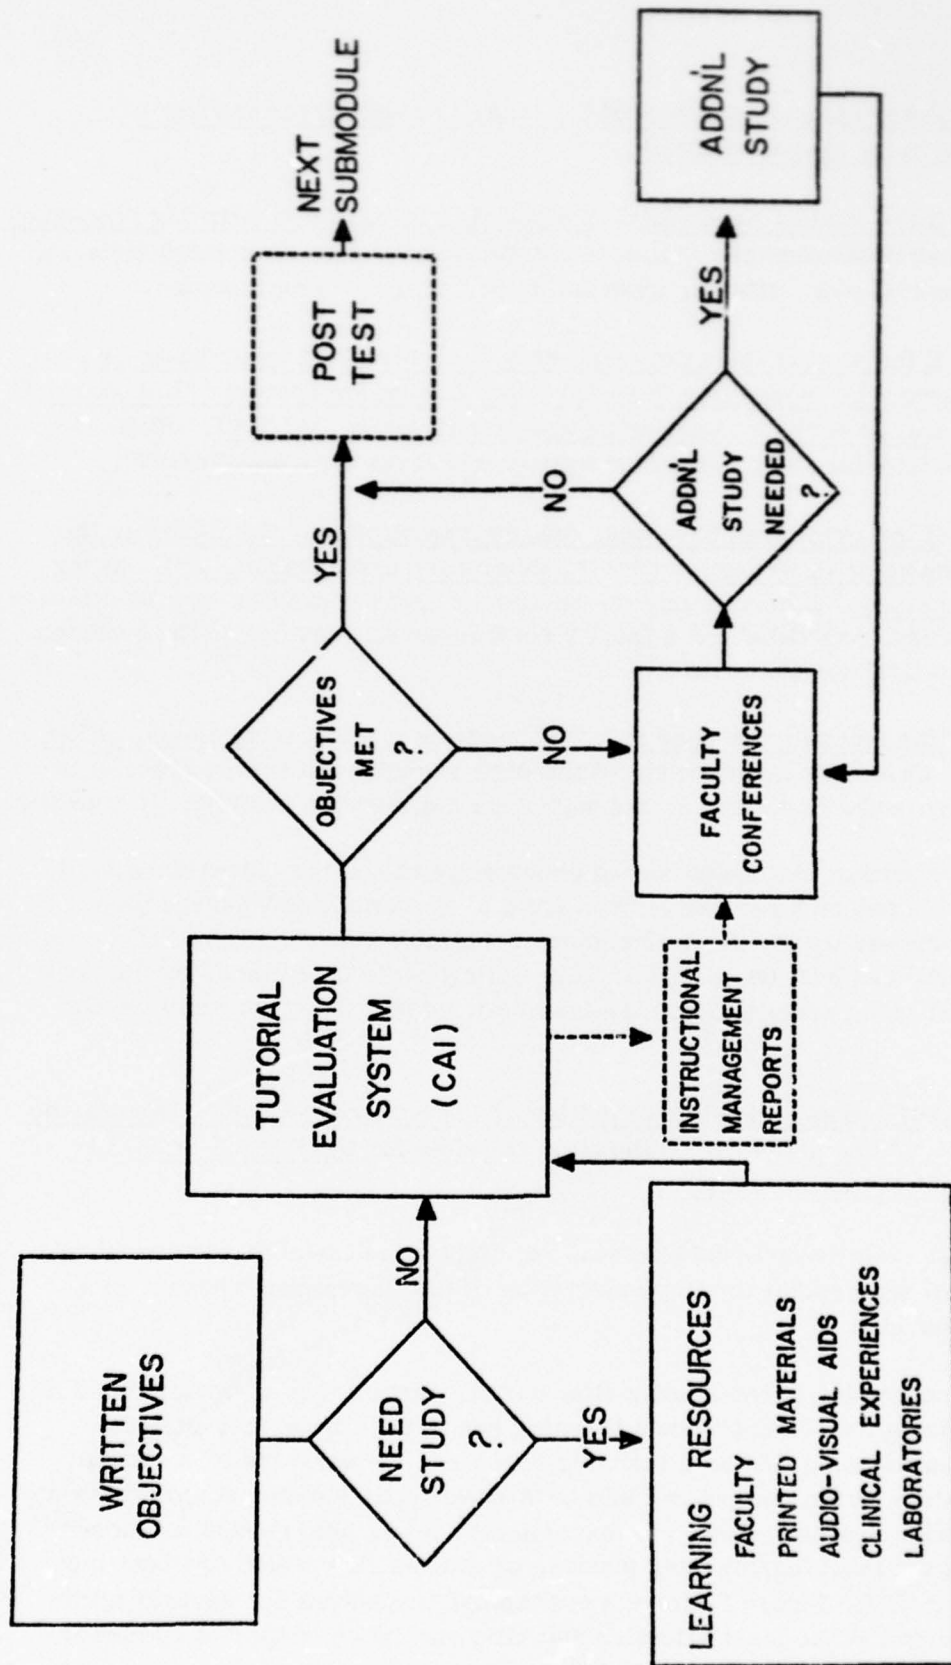 WRITTEN
OBJECTIVES
NEED
STUDY
?
NO
YES
LEARNING RESOURCES
FACULTY
PRINTED MATERIALS
AUDIO-VISUAL AIDS
CLINICAL EXPERIENCES
LABORATORIES
TUTORIAL
EVALUATION
SYSTEM
(CAI)
INSTRUCTIONAL
MANAGEMENT
REPORTS
OBJECTIVES
MET
?
YES
NO
FACULTY
CONFERENCES
POST
TEST
NEXT
SUBMODULE
ADDN'L
STUDY
NEEDED
?
NO
YES
ADDN'L
STUDY